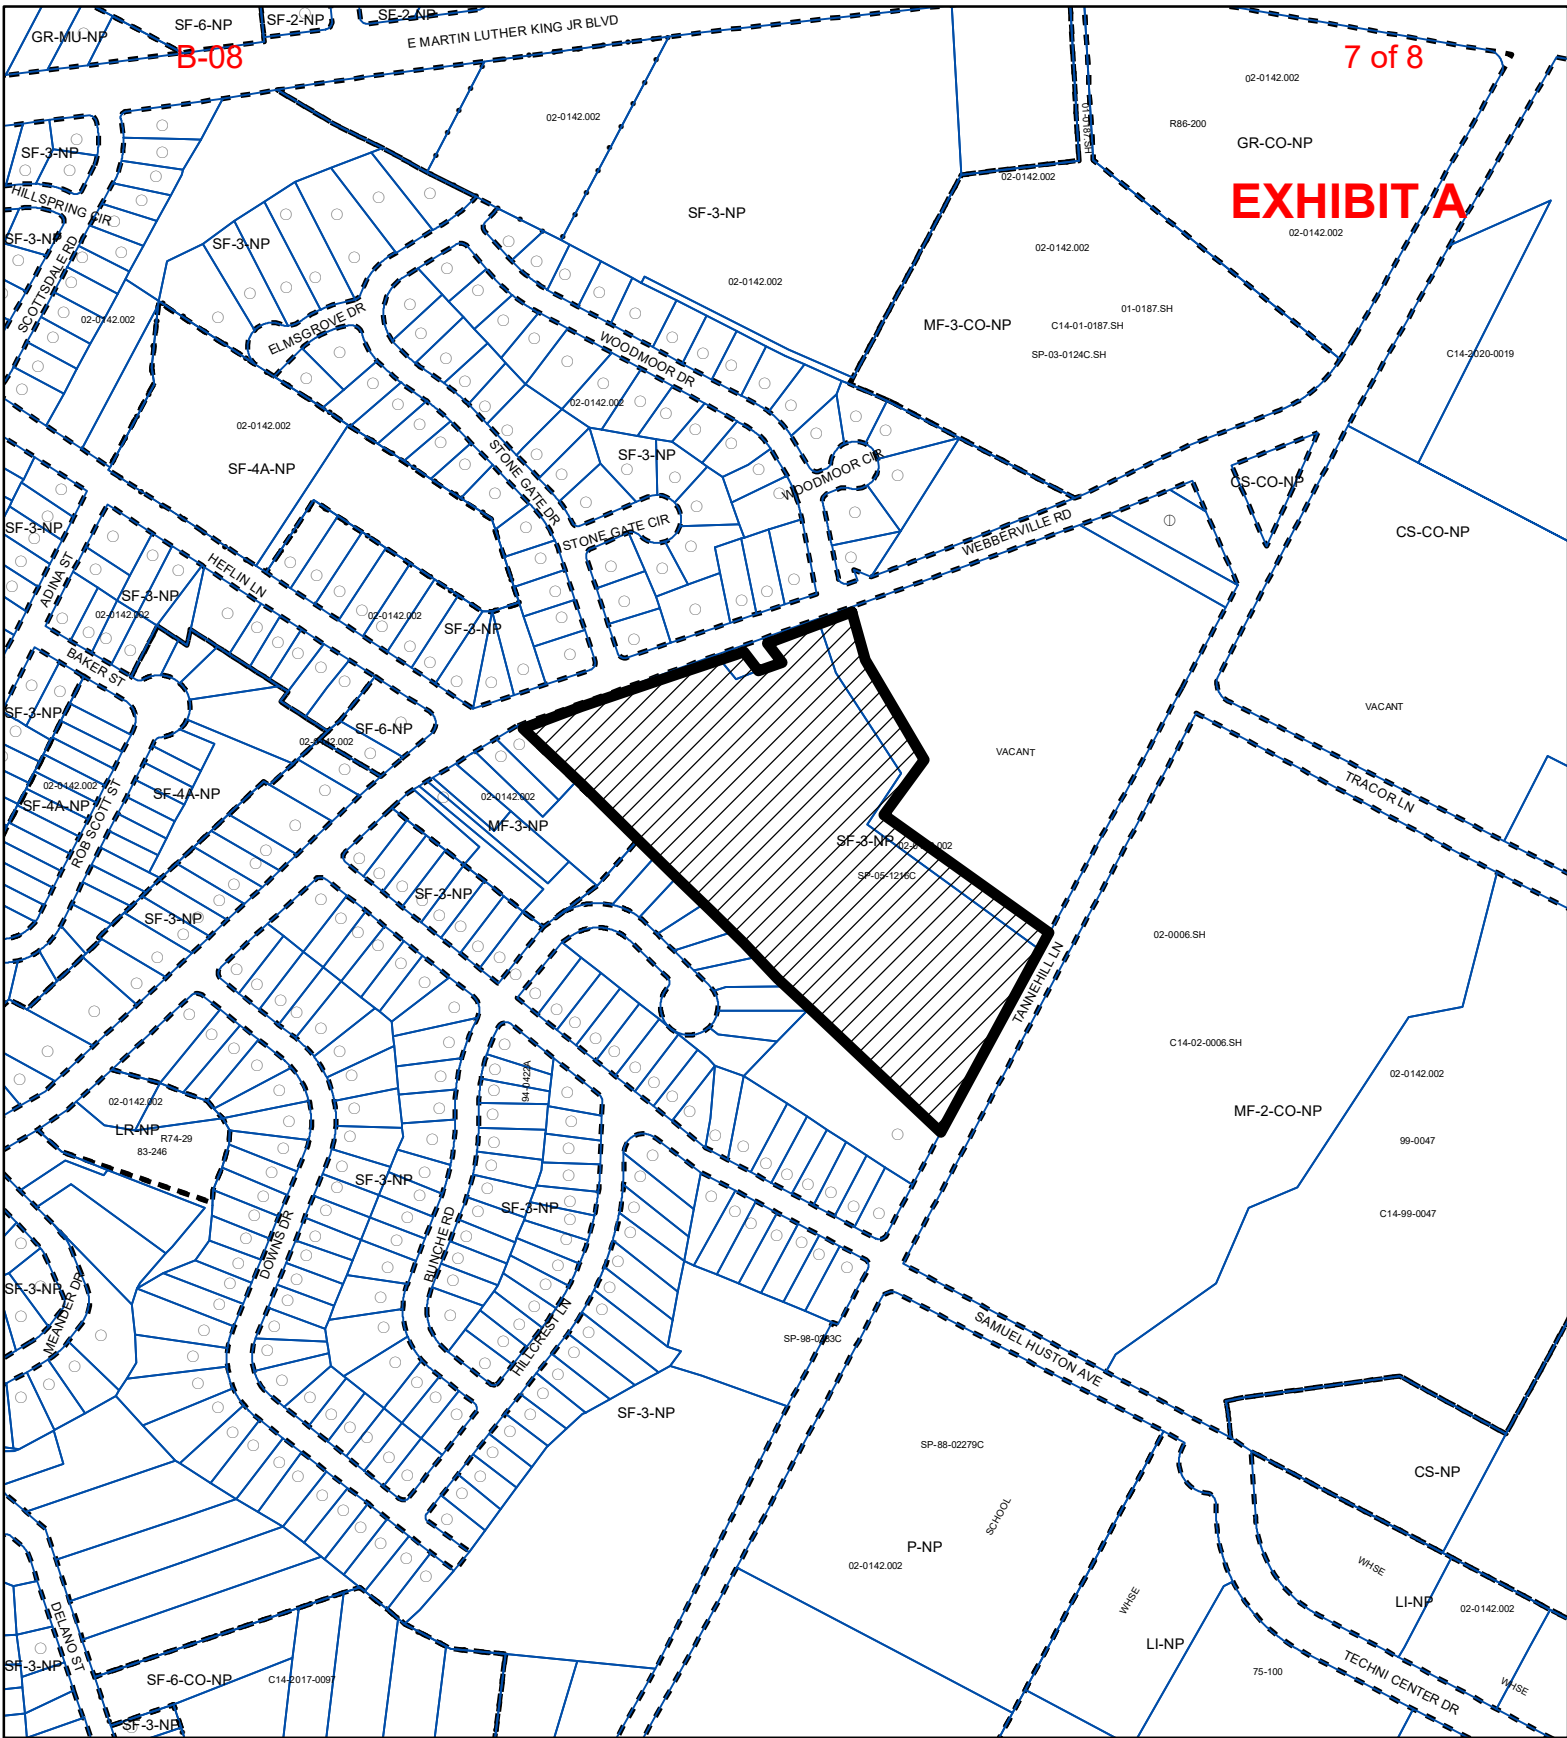 SF-6-NP
SF-2-NP
SF-2-NP
GR-MU-NP
E MARTIN LUTHER KING JR BLVD
B-08
7 of 8
02-0142.002
02-0142.002
01-0187.SH
R86-200
GR-CO-NP
SF-3-NP
02-0142.002
EXHIBIT A
HILLSPRING CIR
SF-3-NP
02-0142.002
SF-3-NP
SF-3-NP
02-0142.002
SCOTTSDALE RD
02-0142.002
01-0187.SH
02-0142.002
ELMSGROVE DR
MF-3-CO-NP
C14-01-0187.SH
WOODMOOR DR
SP-03-0124C.SH
C14-2020-0019
02-0142.002
02-0142.002
SF-4A-NP
STONE GATE DR
SF-3-NP
WOODMOOR CIR
CS-CO-NP
SF-3-NP
STONE GATE CIR
WEBBERVILLE RD
CS-CO-NP
HEFLIN LN
ADINA ST
SF-3-NP
02-0142.002
02-0142.002
SF-3-NP
BAKER ST
SF-3-NP
VACANT
SF-6-NP
02-0142.002
VACANT
02-0142.002
SF-4A-NP
SF-4A-NP
02-0142.002
TRACOR LN
ROB SCOTT ST
MF-3-NP
SF-3-NP
02-0142.002
SP-05-1216C
SF-3-NP
SF-3-NP
02-0006.SH
TANNEHILL LN
C14-02-0006.SH
94-0422A
02-0142.002
02-0142.002
MF-2-CO-NP
LR-NP
R74-29
83-246
99-0047
SF-3-NP
SF-3-NP
C14-99-0047
DOWNS DR
BUNCHE RD
SF-3-NP
MEANDER DR
HILLCREST LN
SP-98-0383C
SAMUEL HUSTON AVE
SF-3-NP
SP-88-02279C
CS-NP
SCHOOL
P-NP
02-0142.002
WHSE
WHSE
LI-NP
02-0142.002
DELANO ST
LI-NP
SF-3-NP
SF-6-CO-NP
C14-2017-0097
75-100
TECHNI CENTER DR
WHSE
SF-3-NP